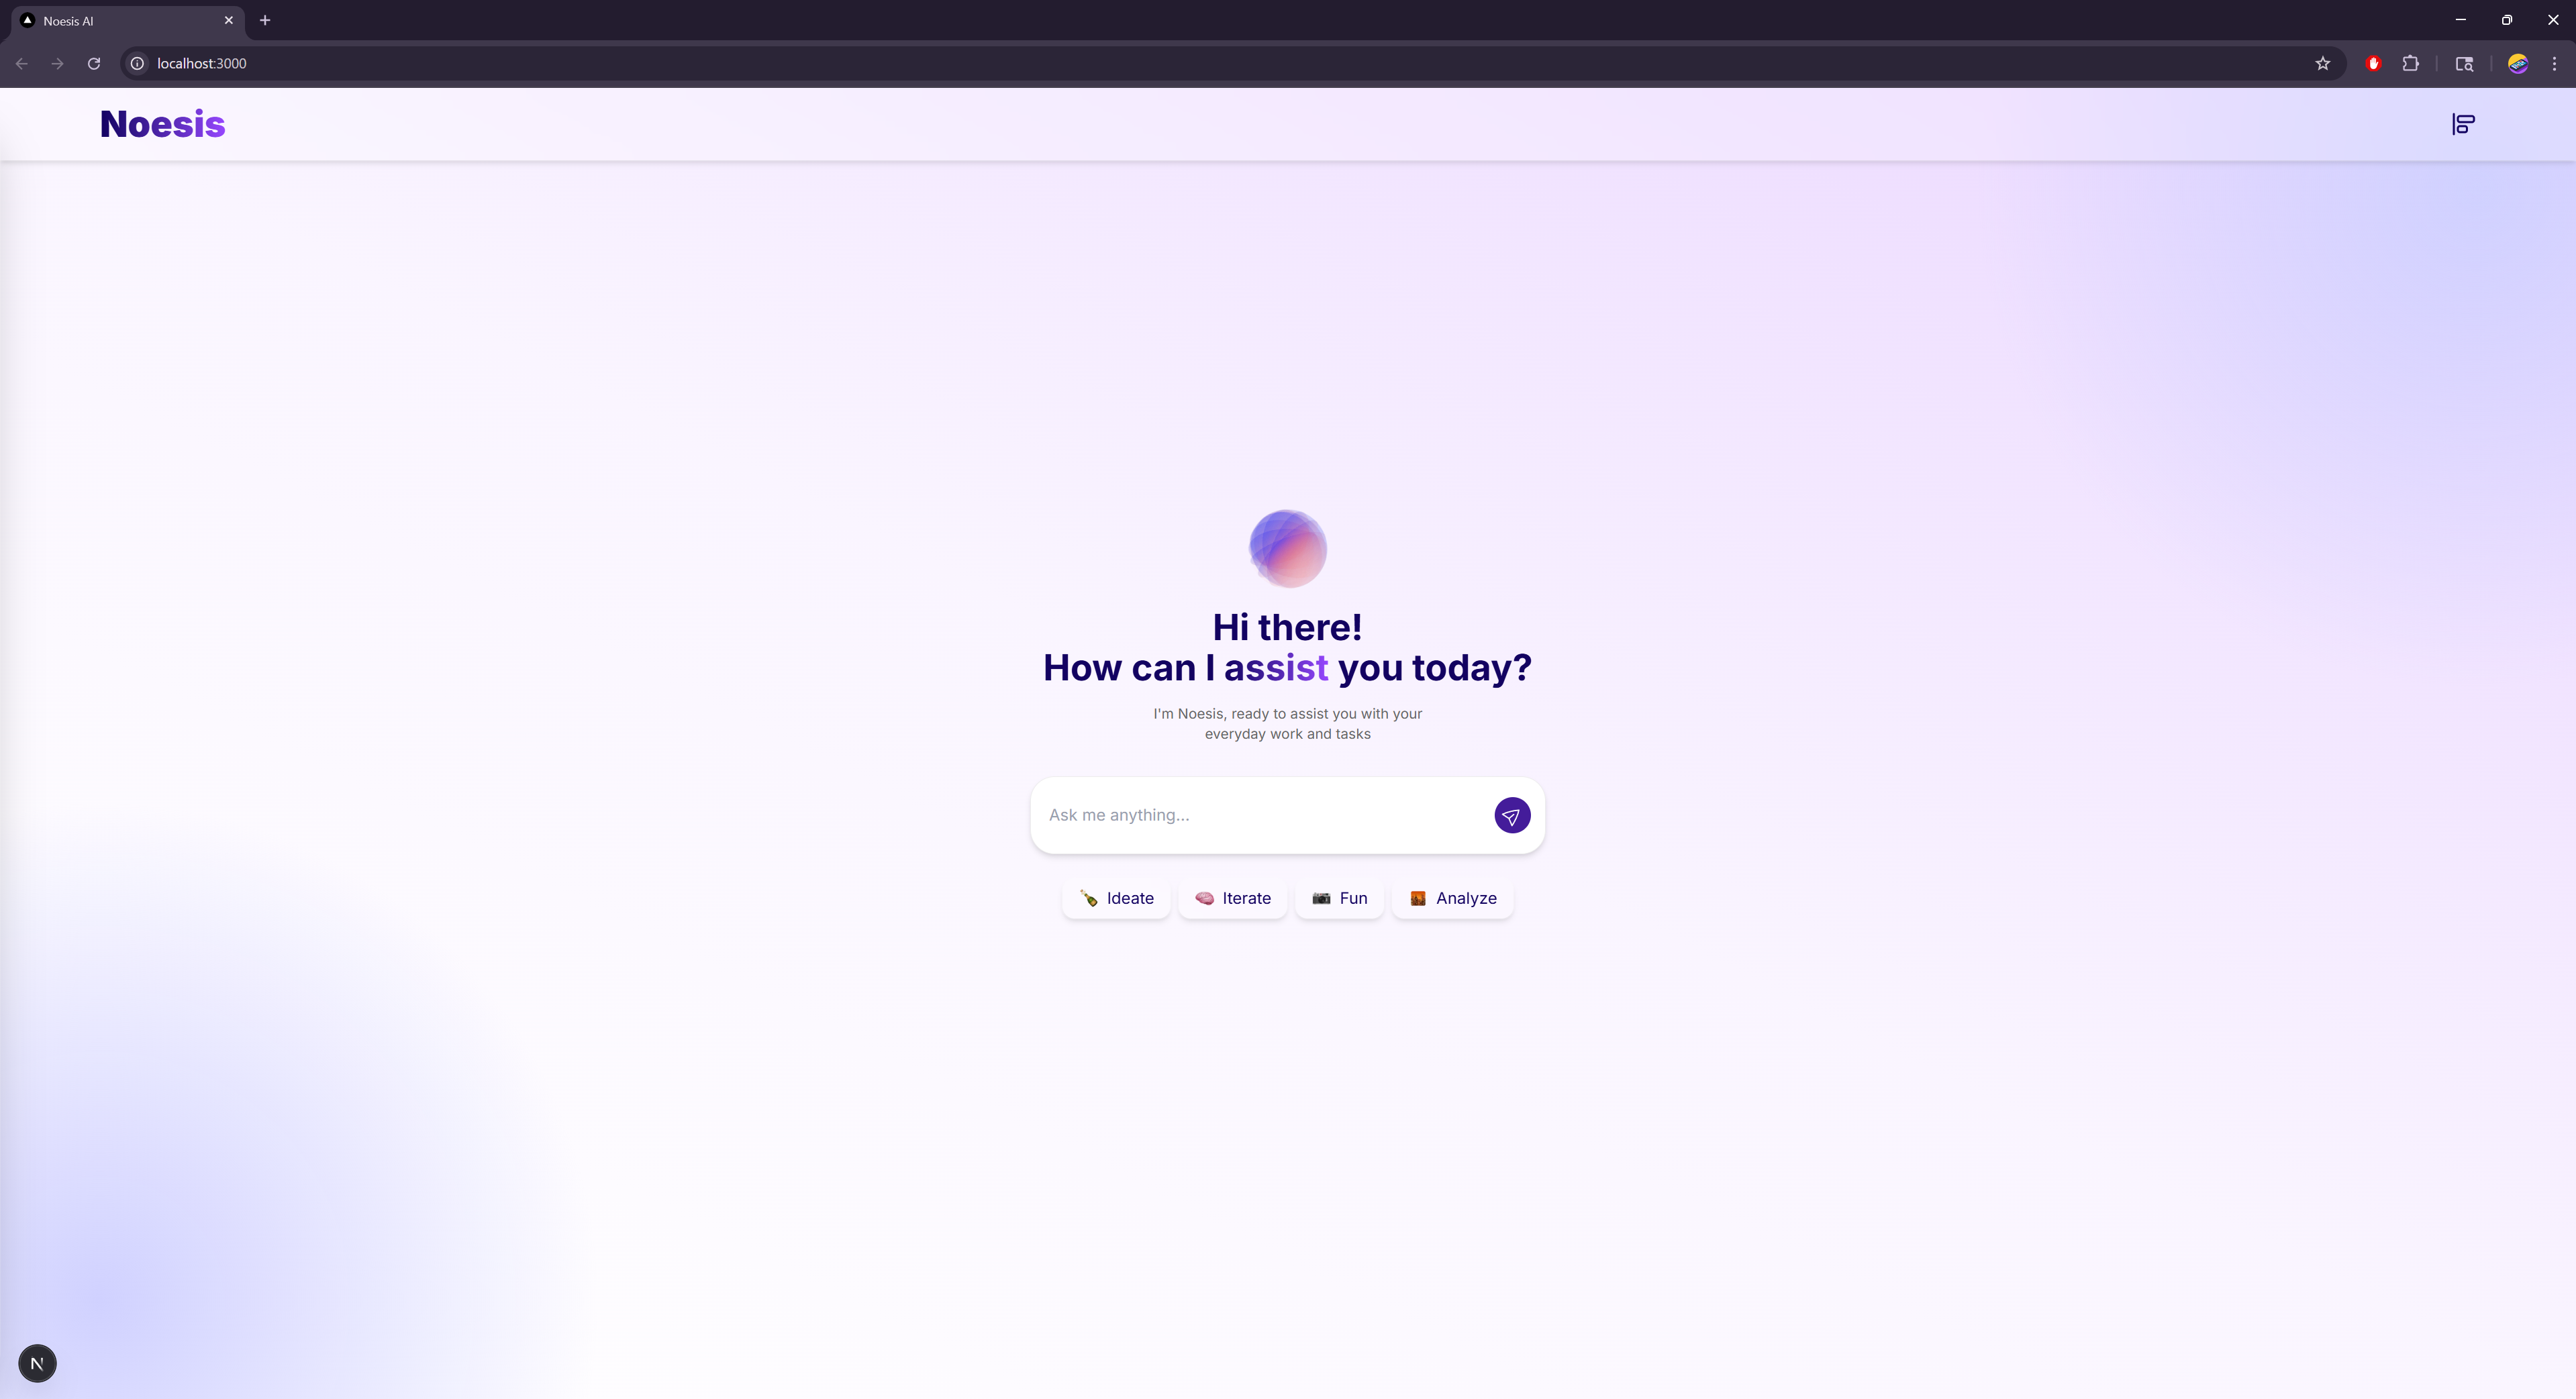 Noesis AI
localhost:3000
Noesis
Hi there!
How can I assist you today?
I'm Noesis, ready to assist you with your
everyday work and tasks
Ask me anything...
Ideate
Iterate
Fun
Analyze
N